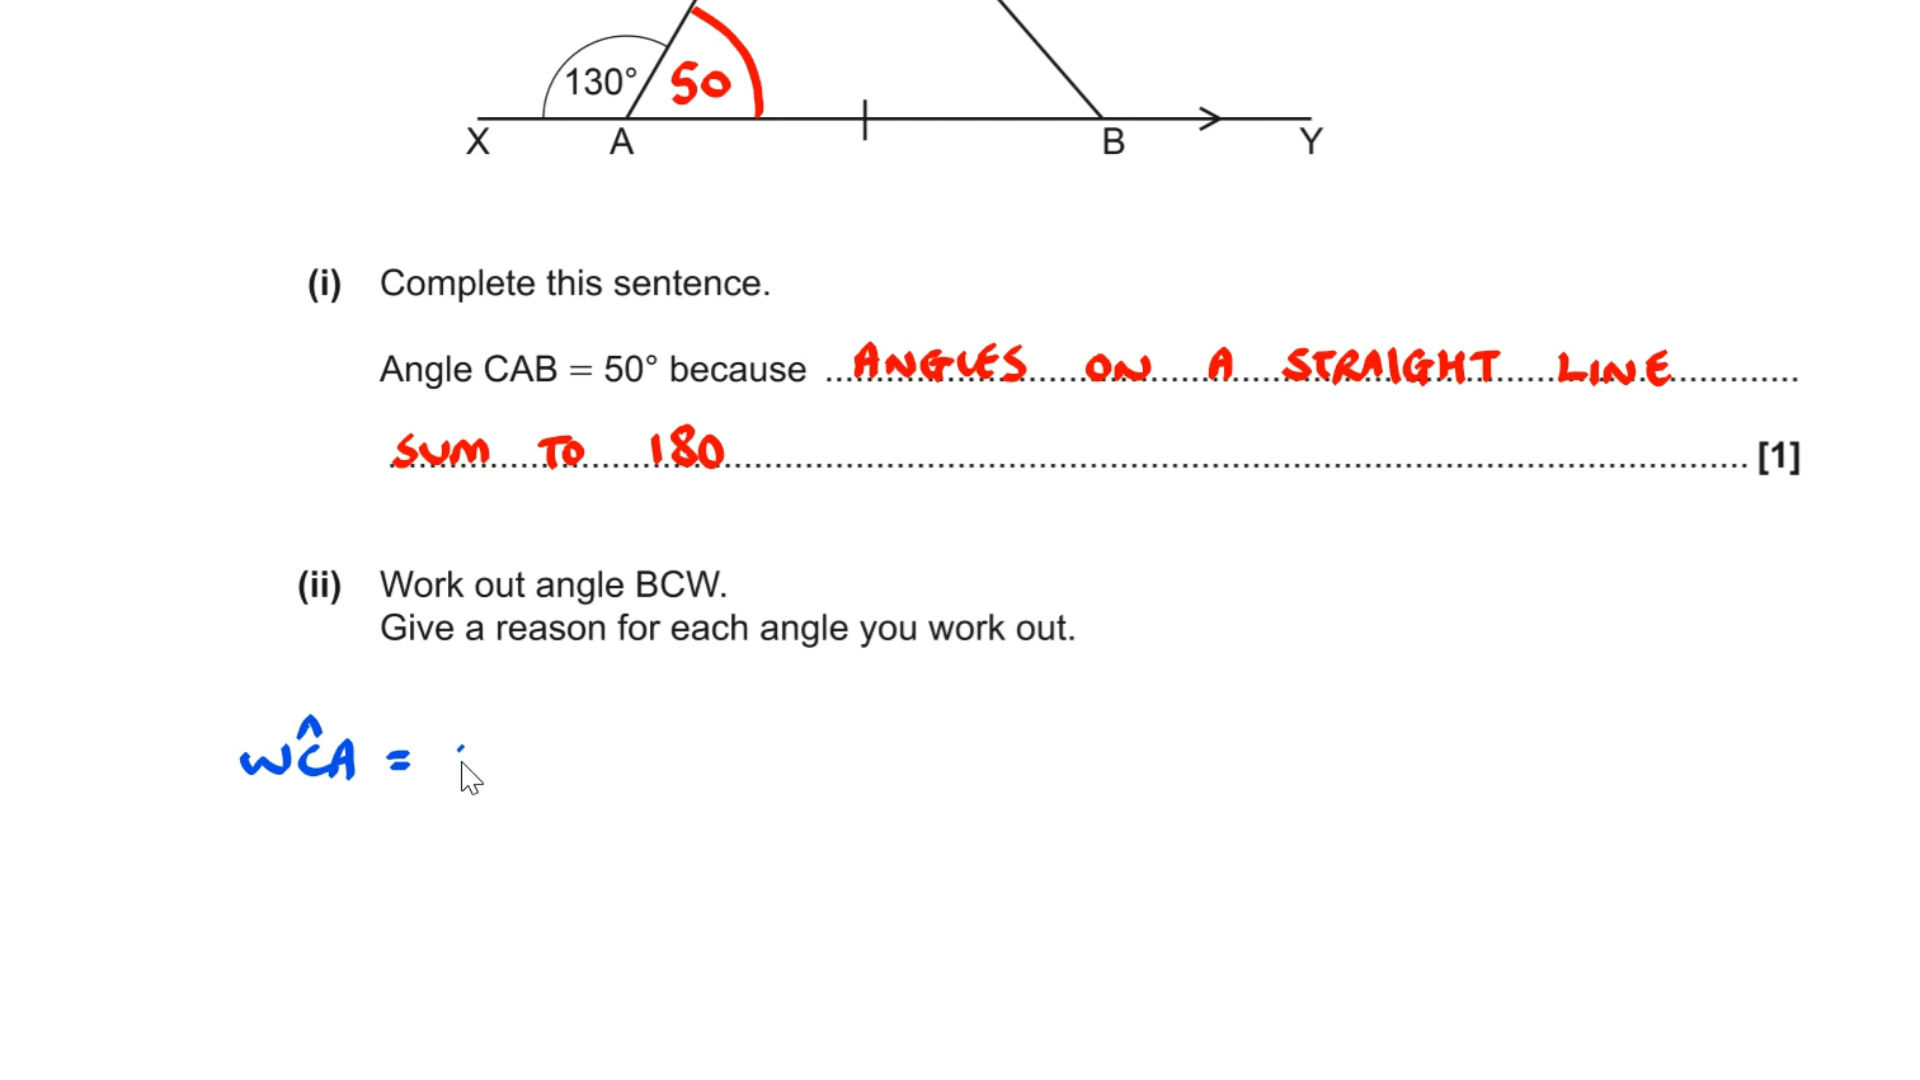 130° 50
X A B Y
(i) Complete this sentence.
Angle CAB = 50° because ANGLES ON A STRAIGHT LINE
SUM TO 180 [1]
(ii) Work out angle BCW.
Give a reason for each angle you work out.
WĈA =